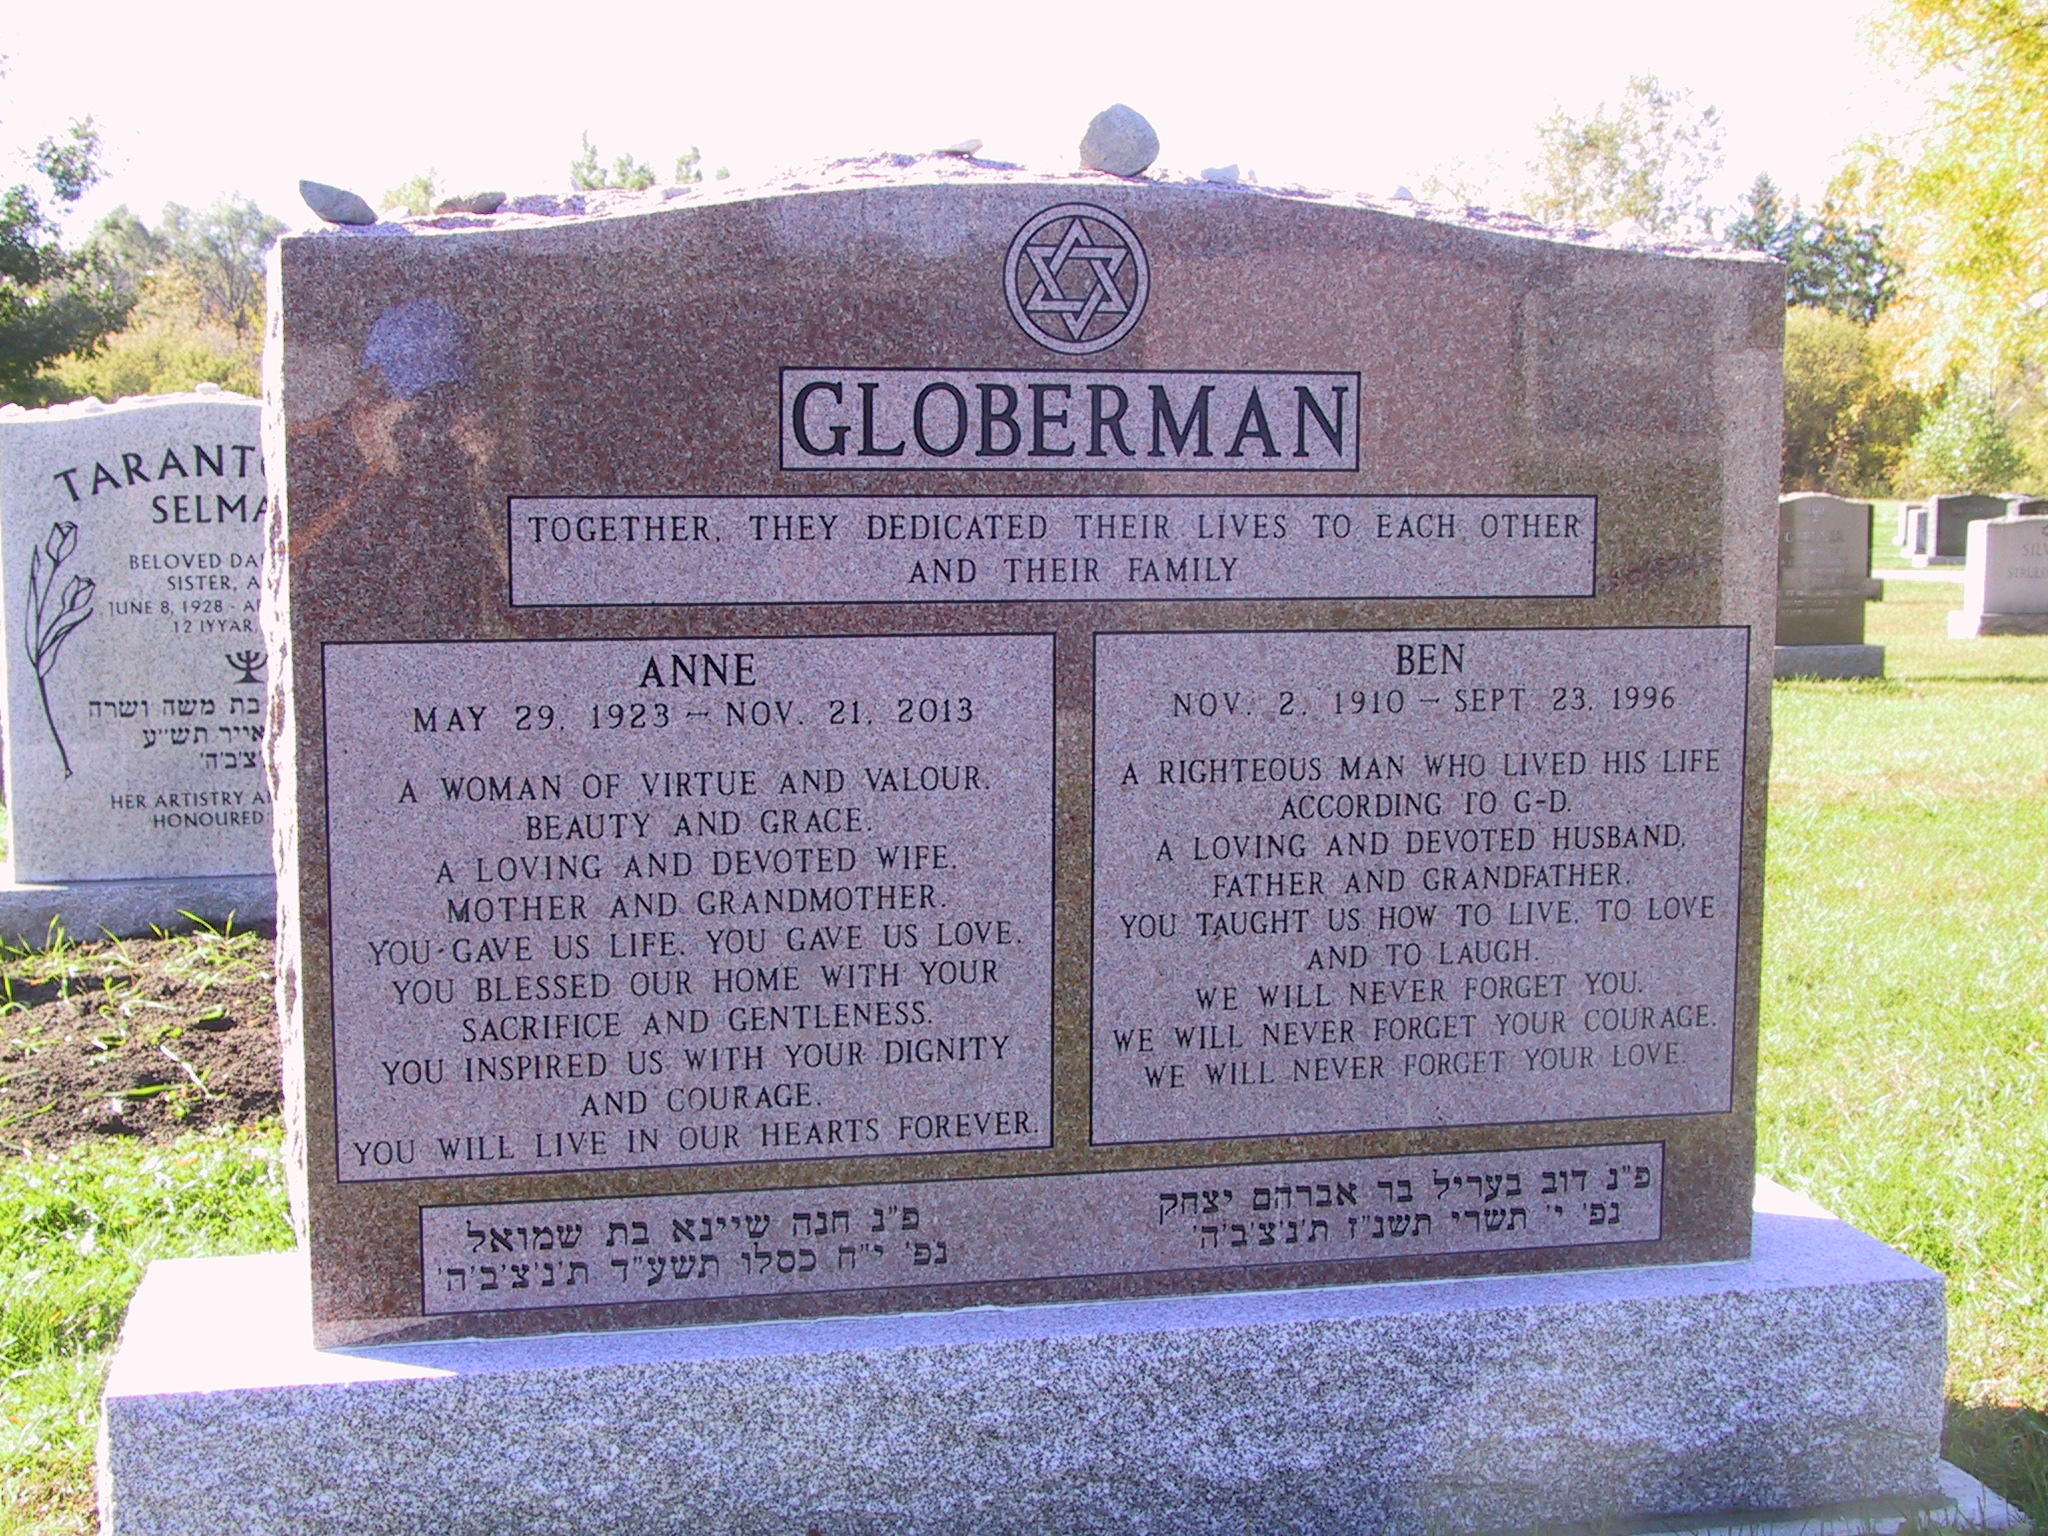 GLOBERMAN
TOGETHER, THEY DEDICATED THEIR LIVES TO EACH OTHER
AND THEIR FAMILY
ANNE
MAY 29, 1923 – NOV. 21, 2013
A WOMAN OF VIRTUE AND VALOUR,
BEAUTY AND GRACE.
A LOVING AND DEVOTED WIFE,
MOTHER AND GRANDMOTHER.
YOU GAVE US LIFE. YOU GAVE US LOVE.
YOU BLESSED OUR HOME WITH YOUR
SACRIFICE AND GENTLENESS.
YOU INSPIRED US WITH YOUR DIGNITY
AND COURAGE.
YOU WILL LIVE IN OUR HEARTS FOREVER.
פ"נ חנה שיינא בת שמואל
נפ' י"ח כסלו תשע"ד ת'נ'צ'ב'ה'
BEN
NOV. 2, 1910 – SEPT 23, 1996
A RIGHTEOUS MAN WHO LIVED HIS LIFE
ACCORDING TO G-D.
A LOVING AND DEVOTED HUSBAND,
FATHER AND GRANDFATHER.
YOU TAUGHT US HOW TO LIVE, TO LOVE
AND TO LAUGH.
WE WILL NEVER FORGET YOU.
WE WILL NEVER FORGET YOUR COURAGE.
WE WILL NEVER FORGET YOUR LOVE.
פ"נ דוב בעריל בר אברהם יצחק
נפ' י' תשרי תשנ"ז ת'נ'צ'ב'ה'
TARANT
SELMA
BELOVED DA
SISTER, A
JUNE 8, 1928 - A
12 IYYAR,
בת משה ושרה
אייר תש"ע
צ'ב'ה'
HER ARTISTRY A
HONOURED